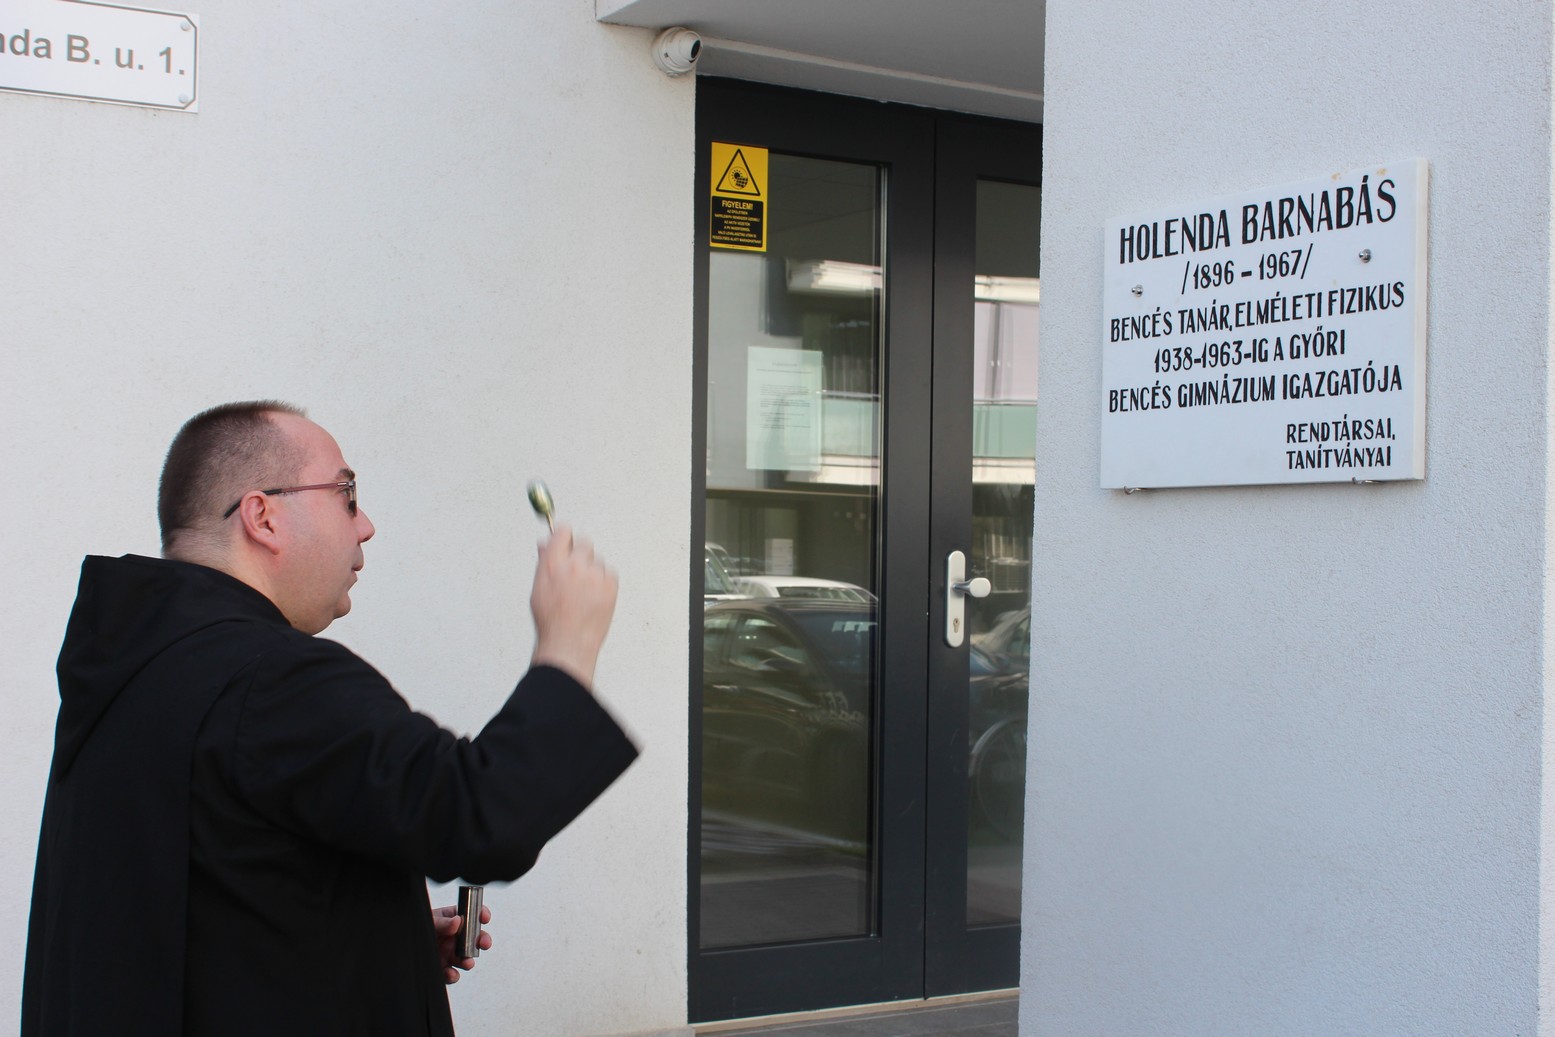 nda B. u. 1.
FIGYELEM!
HOLENDA BARNABÁS
/1896 - 1967/
BENCÉS TANÁR, ELMÉLETI FIZIKUS
1938-1963-IG A GYŐRI
BENCÉS GIMNÁZIUM IGAZGATÓJA
RENDTÁRSAI,
TANÍTVÁNYAI